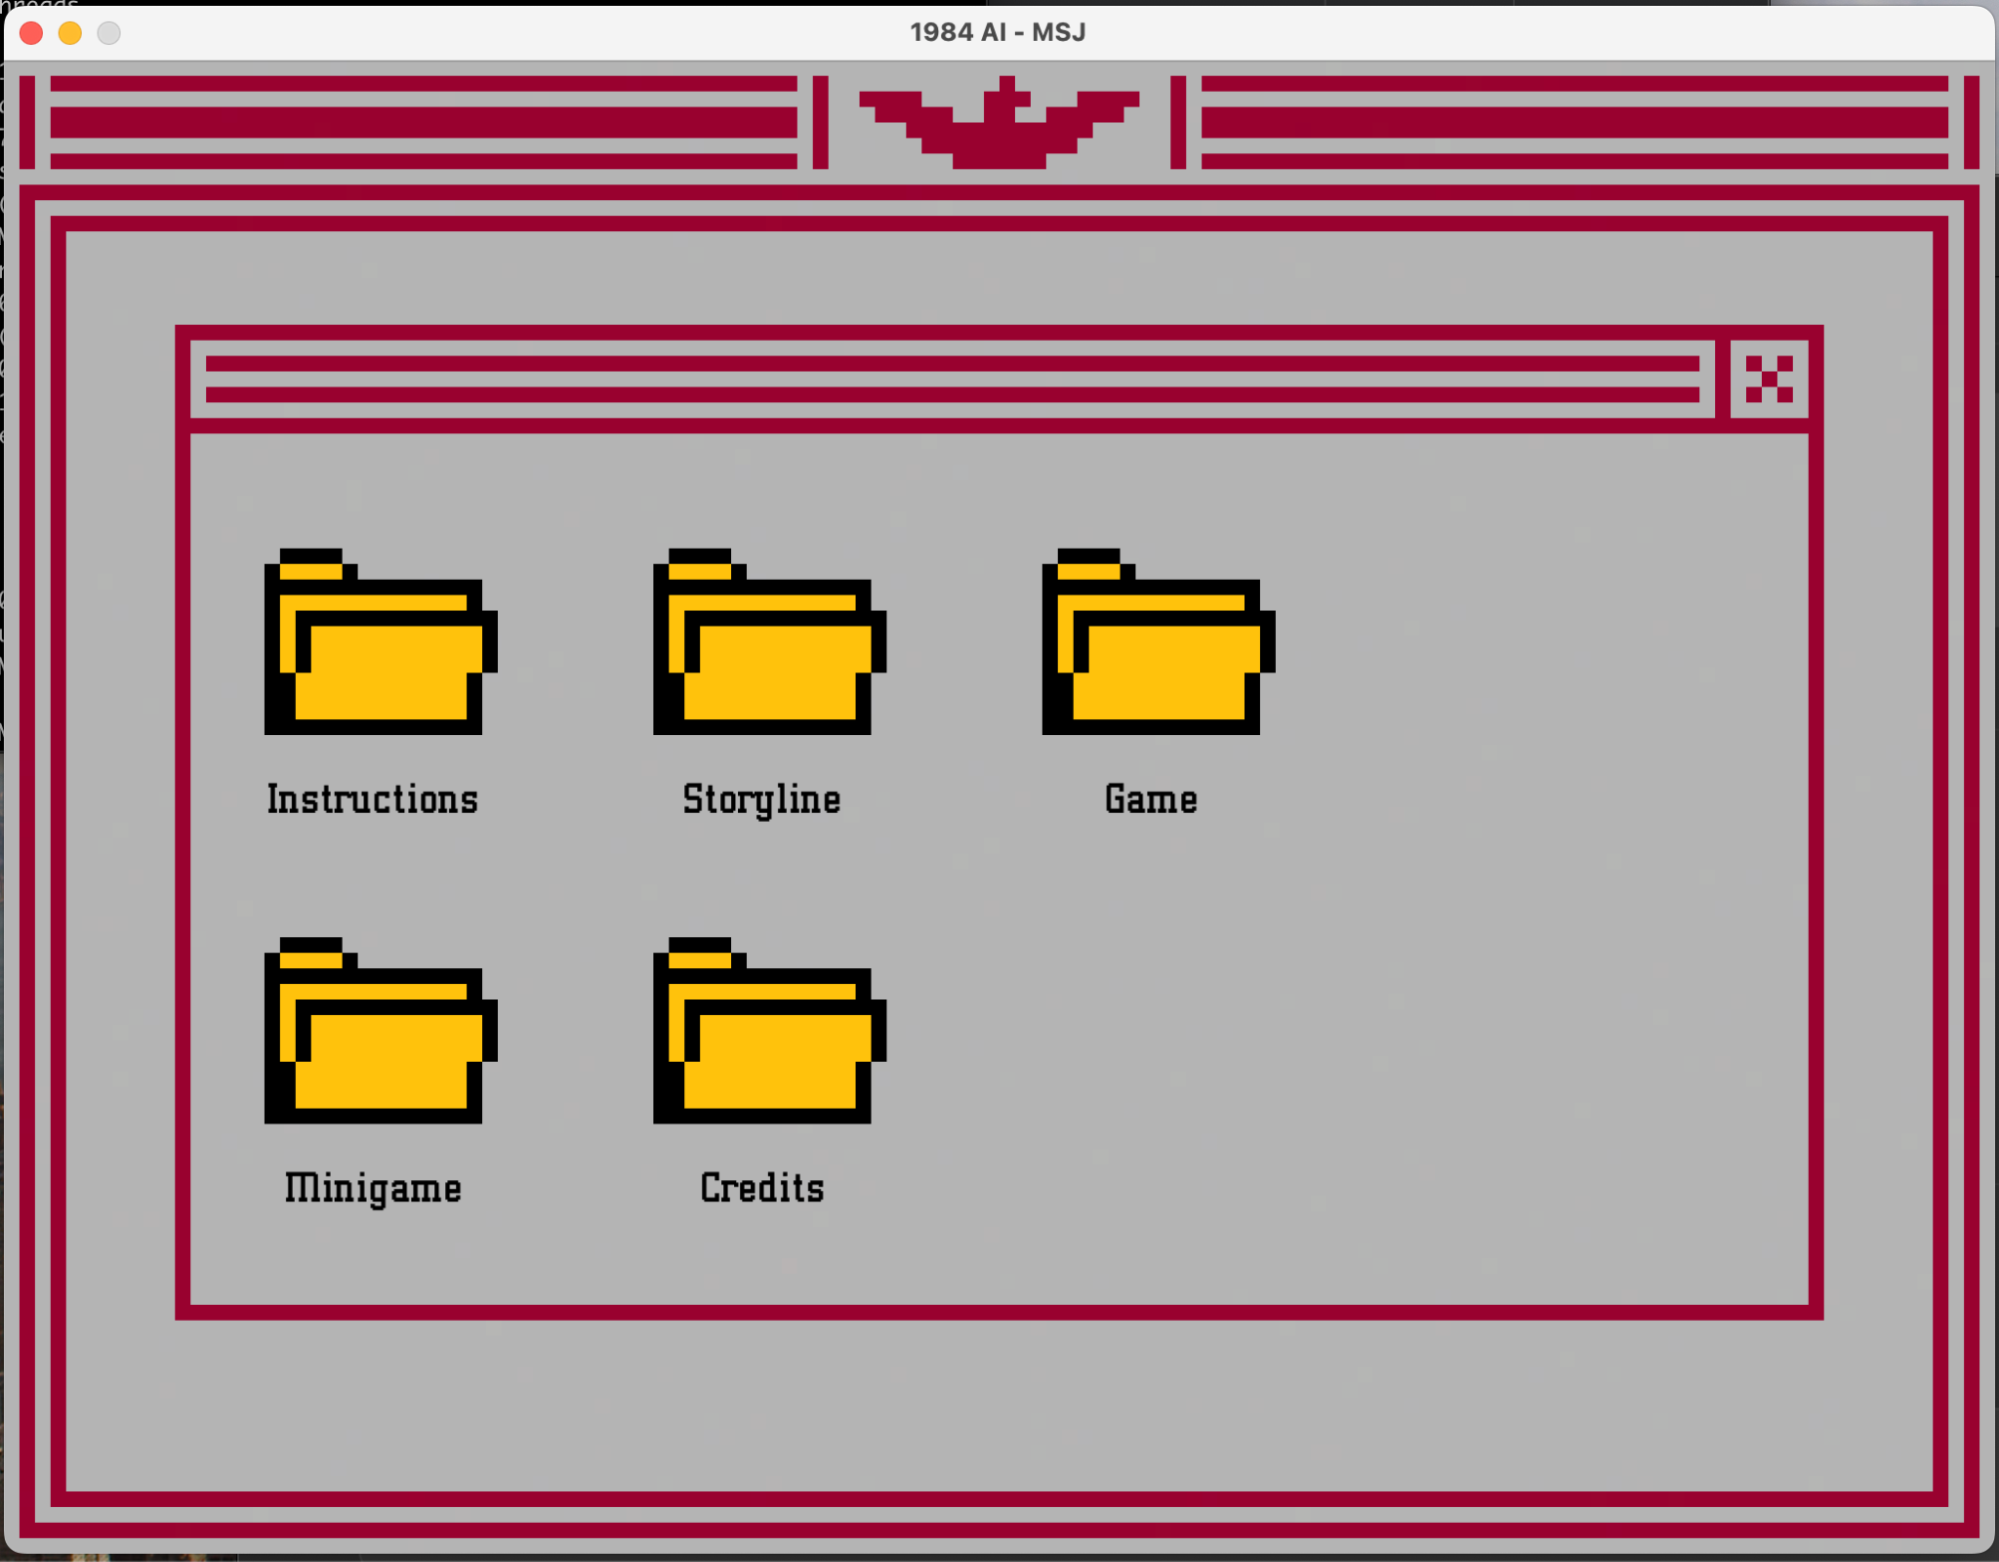 1984 AI - MSJ
Instructions
Storyline
Game
Minigame
Credits